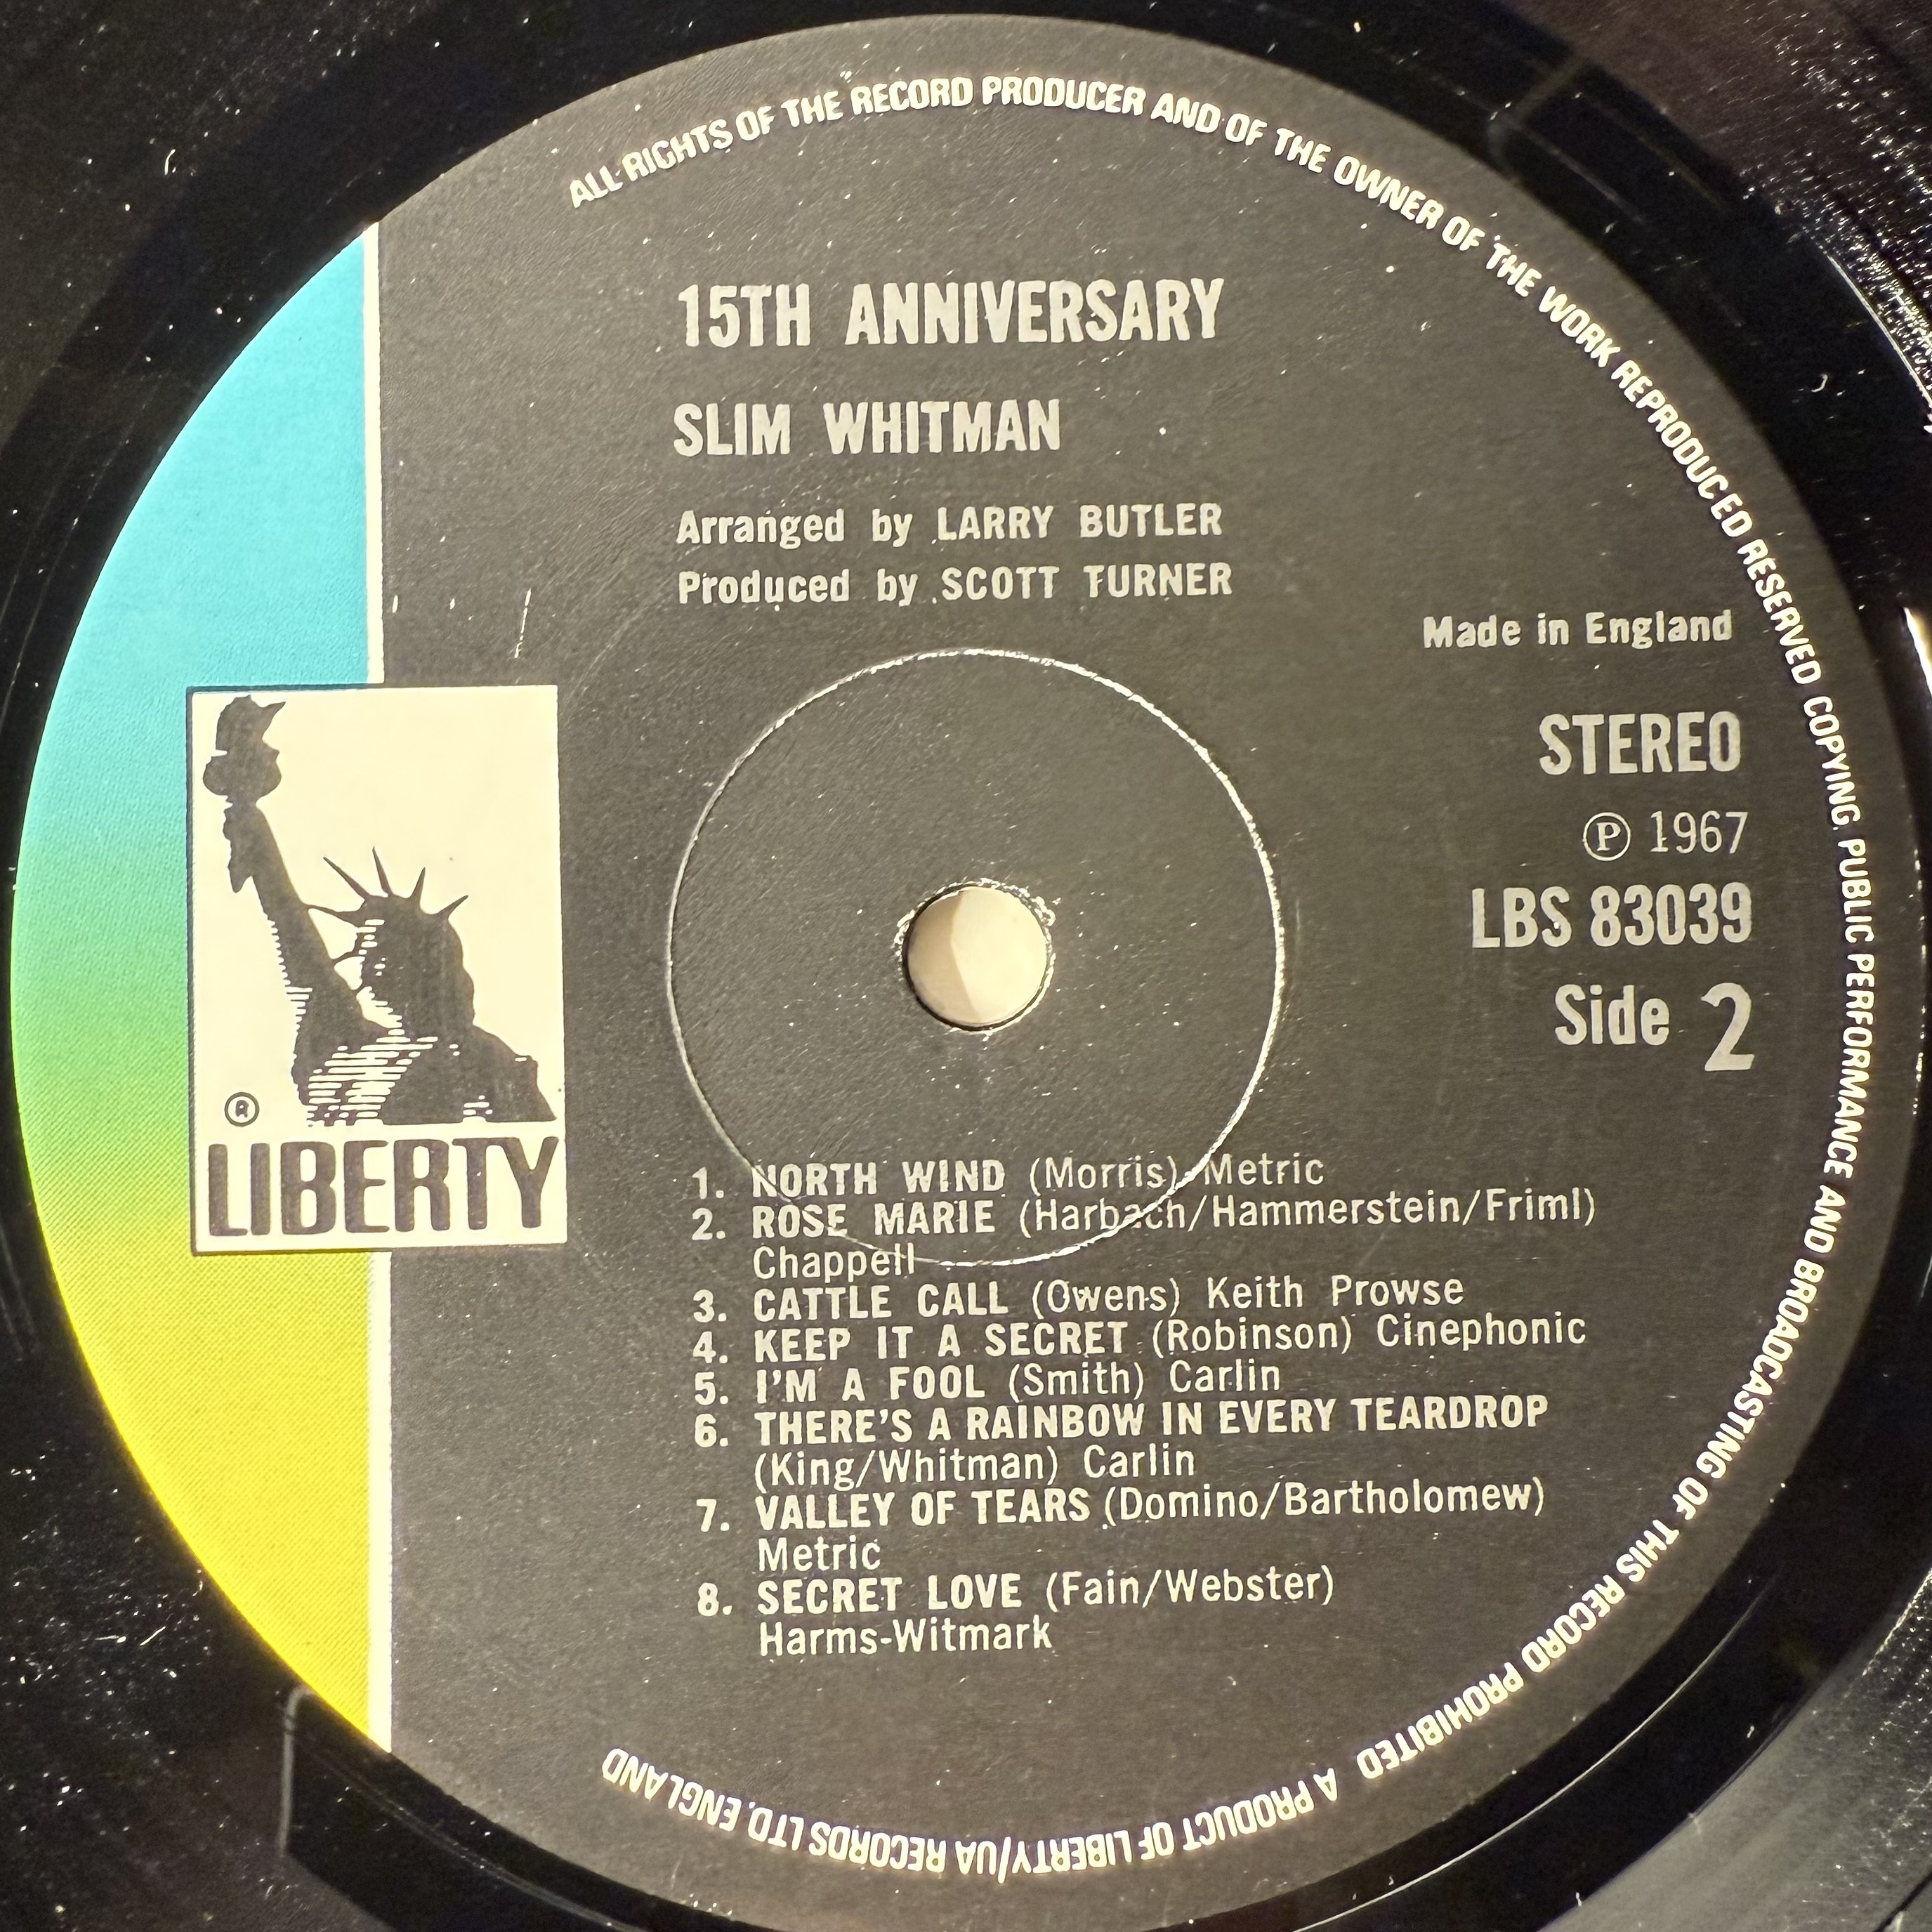 ALL RIGHTS OF THE RECORD PRODUCER AND OF THE OWNER OF THE WORK REPRODUCED RESERVED COPYING, PUBLIC PERFORMANCE AND BROADCASTING OF THIS RECORD PROHIBITED A PRODUCT OF LIBERTY/UA RECORDS LTD. ENGLAND
15TH ANNIVERSARY
SLIM WHITMAN
Arranged by LARRY BUTLER
Produced by SCOTT TURNER
Made in England
STEREO
℗ 1967
LBS 83039
Side 2
®
LIBERTY
1. NORTH WIND (Morris) Metric
2. ROSE MARIE (Harbach/Hammerstein/Friml)
Chappell
3. CATTLE CALL (Owens) Keith Prowse
4. KEEP IT A SECRET (Robinson) Cinephonic
5. I'M A FOOL (Smith) Carlin
6. THERE'S A RAINBOW IN EVERY TEARDROP
(King/Whitman) Carlin
7. VALLEY OF TEARS (Domino/Bartholomew)
Metric
8. SECRET LOVE (Fain/Webster)
Harms-Witmark